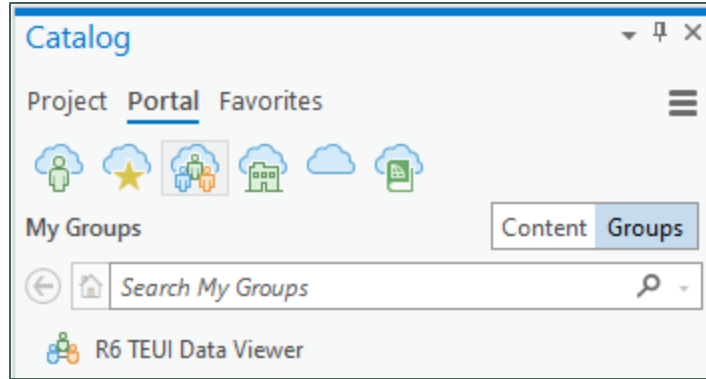 Catalog
Project Portal Favorites
My Groups Content Groups
Search My Groups
R6 TEUI Data Viewer